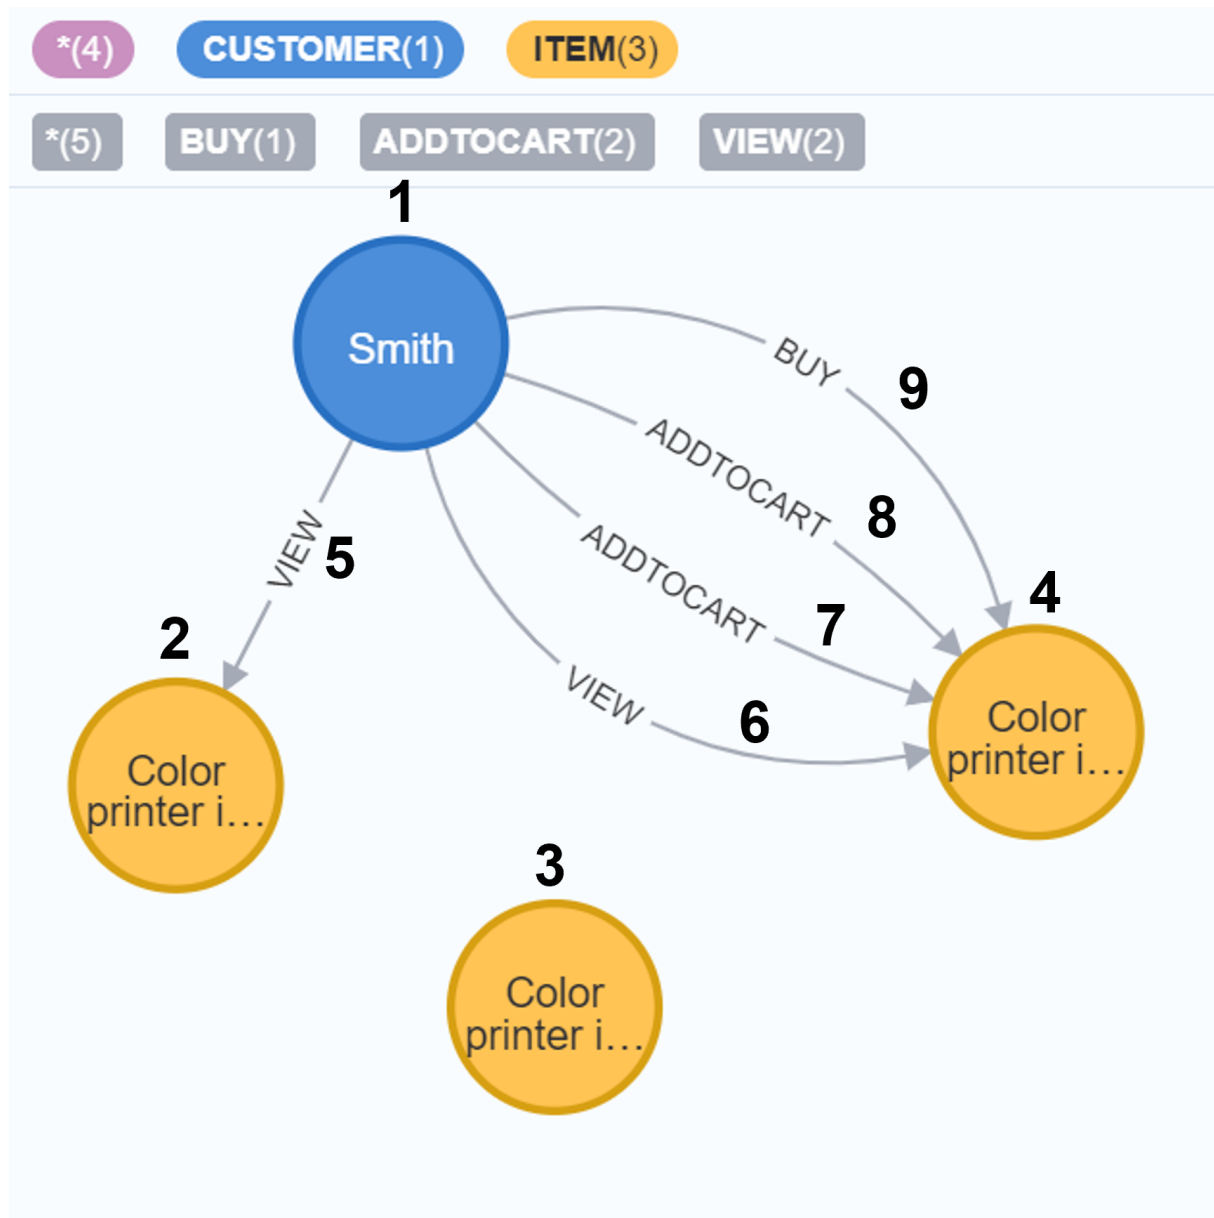 *(4) CUSTOMER(1) ITEM(3)
*(5) BUY(1) ADDTOCART(2) VIEW(2)
1
Smith
BUY
9
ADDTOCART
8
ADDTOCART
7
VIEW
5
VIEW
6
2
Color
printer i...
4
Color
printer i...
3
Color
printer i...